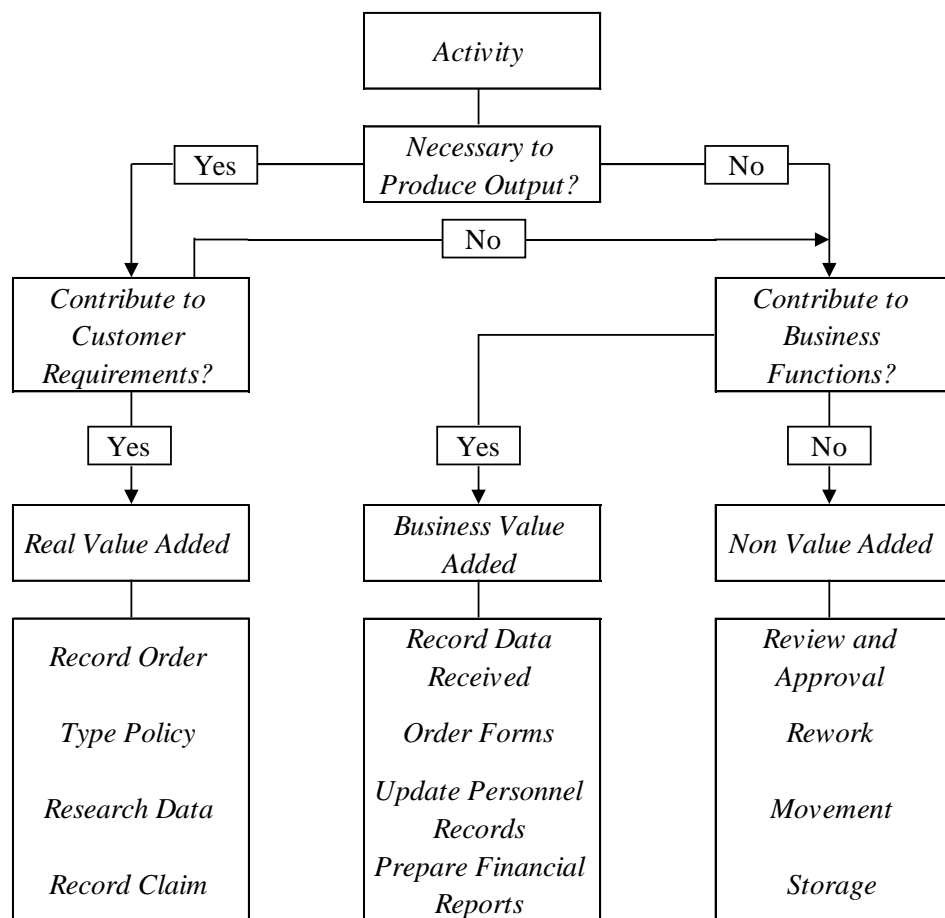 Activity
Necessary to
Produce Output?
Yes
No
No
Contribute to
Customer
Requirements?
Contribute to
Business
Functions?
Yes
Yes
No
Real Value Added
Business Value
Added
Non Value Added
Record Order
Type Policy
Research Data
Record Claim
Record Data
Received
Order Forms
Update Personnel
Records
Prepare Financial
Reports
Review and
Approval
Rework
Movement
Storage